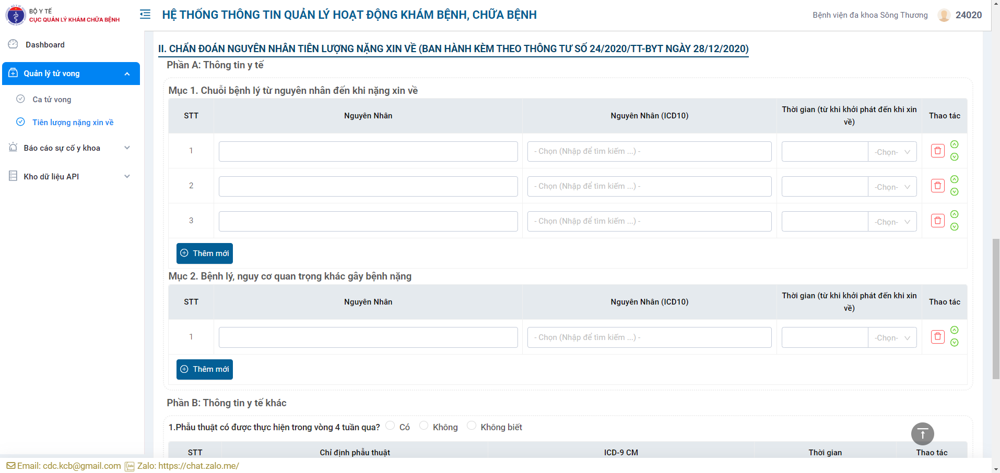 BỘ Y TẾ
CỤC QUẢN LÝ KHÁM CHỮA BỆNH
HỆ THỐNG THÔNG TIN QUẢN LÝ HOẠT ĐỘNG KHÁM BỆNH, CHỮA BỆNH
Bệnh viện đa khoa Sông Thương
24020
Dashboard
Quản lý tử vong
Ca tử vong
Tiên lượng nặng xin về
Báo cáo sự cố y khoa
Kho dữ liệu API
II. CHẨN ĐOÁN NGUYÊN NHÂN TIÊN LƯỢNG NẶNG XIN VỀ (BAN HÀNH KÈM THEO THÔNG TƯ SỐ 24/2020/TT-BYT NGÀY 28/12/2020)
Phần A: Thông tin y tế
Mục 1. Chuỗi bệnh lý từ nguyên nhân đến khi nặng xin về
STT Nguyên Nhân Nguyên Nhân (ICD10) Thời gian (từ khi khởi phát đến khi xin về) Thao tác
1 - Chọn (Nhập để tìm kiếm ...) - -Chọn-
2 - Chọn (Nhập để tìm kiếm ...) - -Chọn-
3 - Chọn (Nhập để tìm kiếm ...) - -Chọn-
Thêm mới
Mục 2. Bệnh lý, nguy cơ quan trọng khác gây bệnh nặng
STT Nguyên Nhân Nguyên Nhân (ICD10) Thời gian (từ khi khởi phát đến khi xin về) Thao tác
1 - Chọn (Nhập để tìm kiếm ...) - -Chọn-
Thêm mới
Phần B: Thông tin y tế khác
1.Phẫu thuật có được thực hiện trong vòng 4 tuần qua? Có Không Không biết
STT Chỉ định phẫu thuật ICD-9 CM Thời gian Thao tác
Email: cdc.kcb@gmail.com Zalo: https://chat.zalo.me/